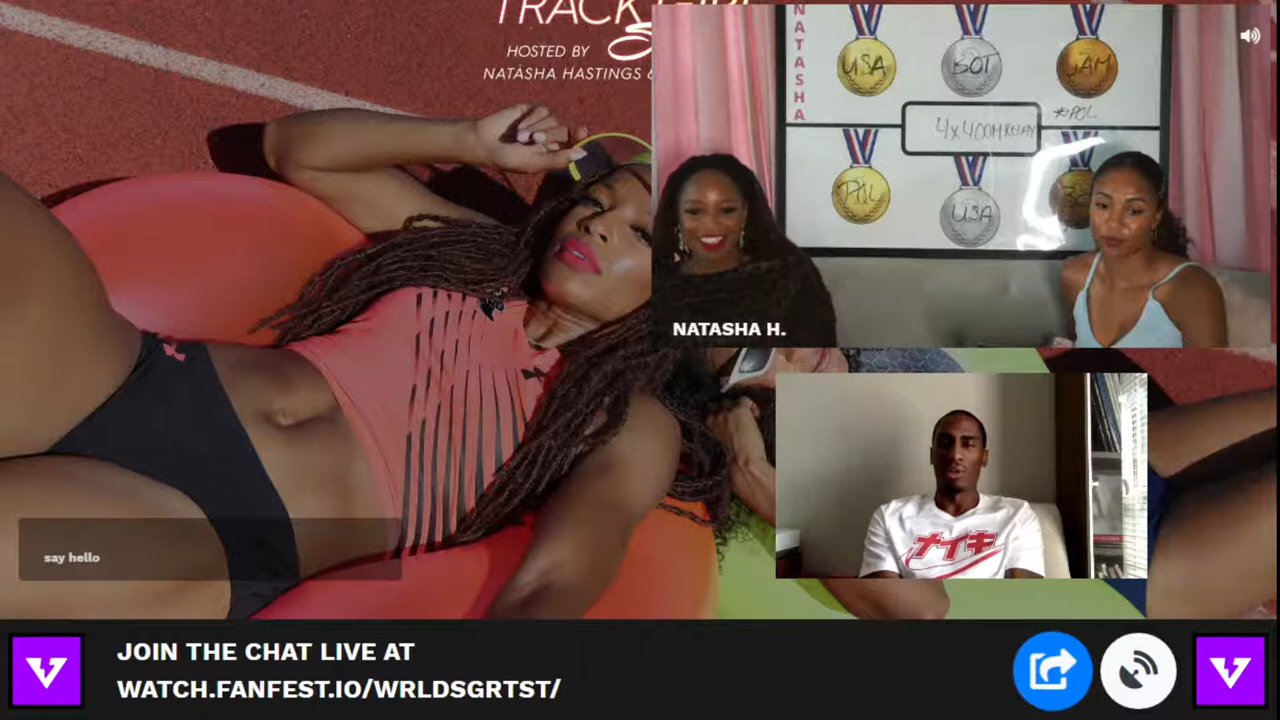 HOSTED BY
NATASHA HASTINGS &
NATASHA
USA
BOT
JAM
POL
4x400M RELAY
POL
USA
NATASHA H.
ナイキ
say hello
JOIN THE CHAT LIVE AT
WATCH.FANFEST.IO/WRLDSGRTST/